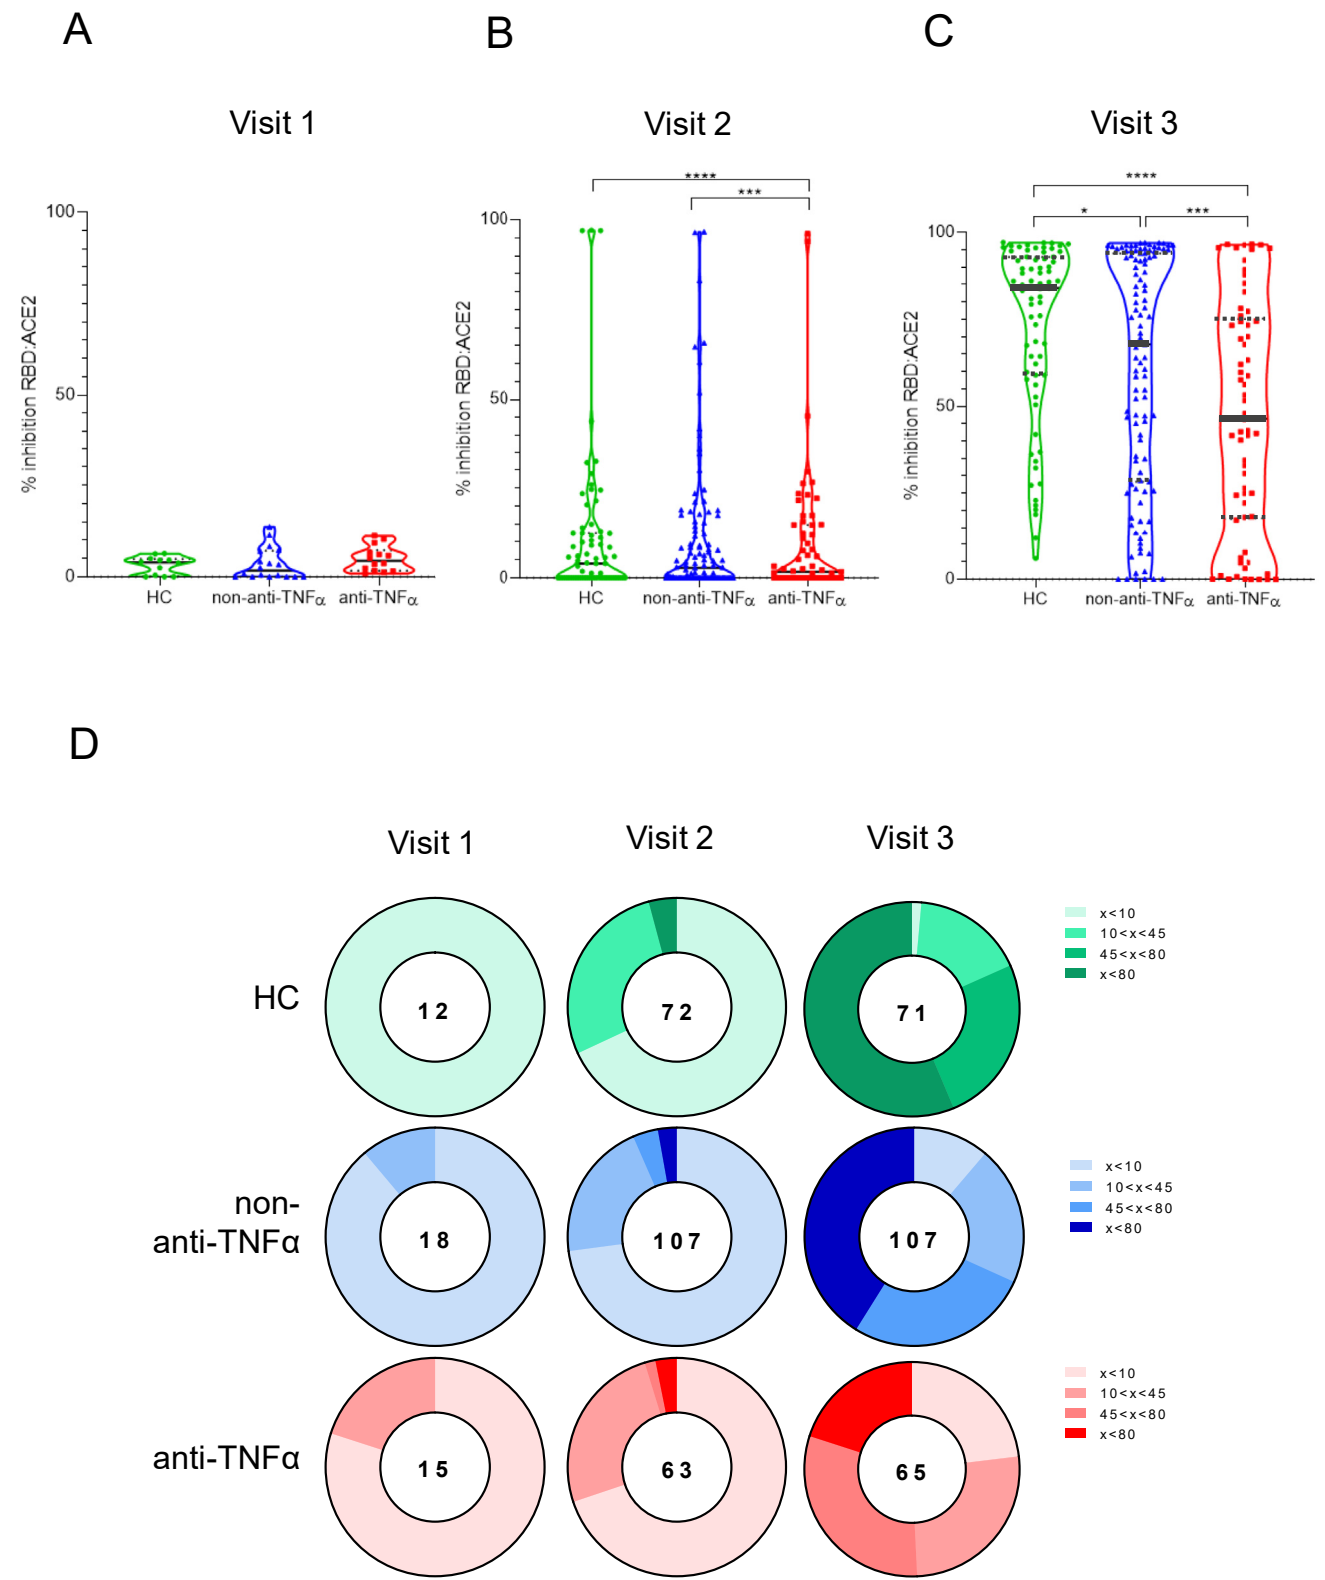 A
B
C
Visit 1
Visit 2
Visit 3
****
***
****
*
***
100
50
0
% inhibition RBD:ACE2
HC
non-anti-TNFα
anti-TNFα
100
50
0
% inhibition RBD:ACE2
HC
non-anti-TNFα
anti-TNFα
100
50
0
% inhibition RBD:ACE2
HC
non-anti-TNFα
anti-TNFα
D
Visit 1
Visit 2
Visit 3
HC
12
72
71
x<10
10<x<45
45<x<80
x<80
non-
anti-TNFα
18
107
107
x<10
10<x<45
45<x<80
x<80
anti-TNFα
15
63
65
x<10
10<x<45
45<x<80
x<80